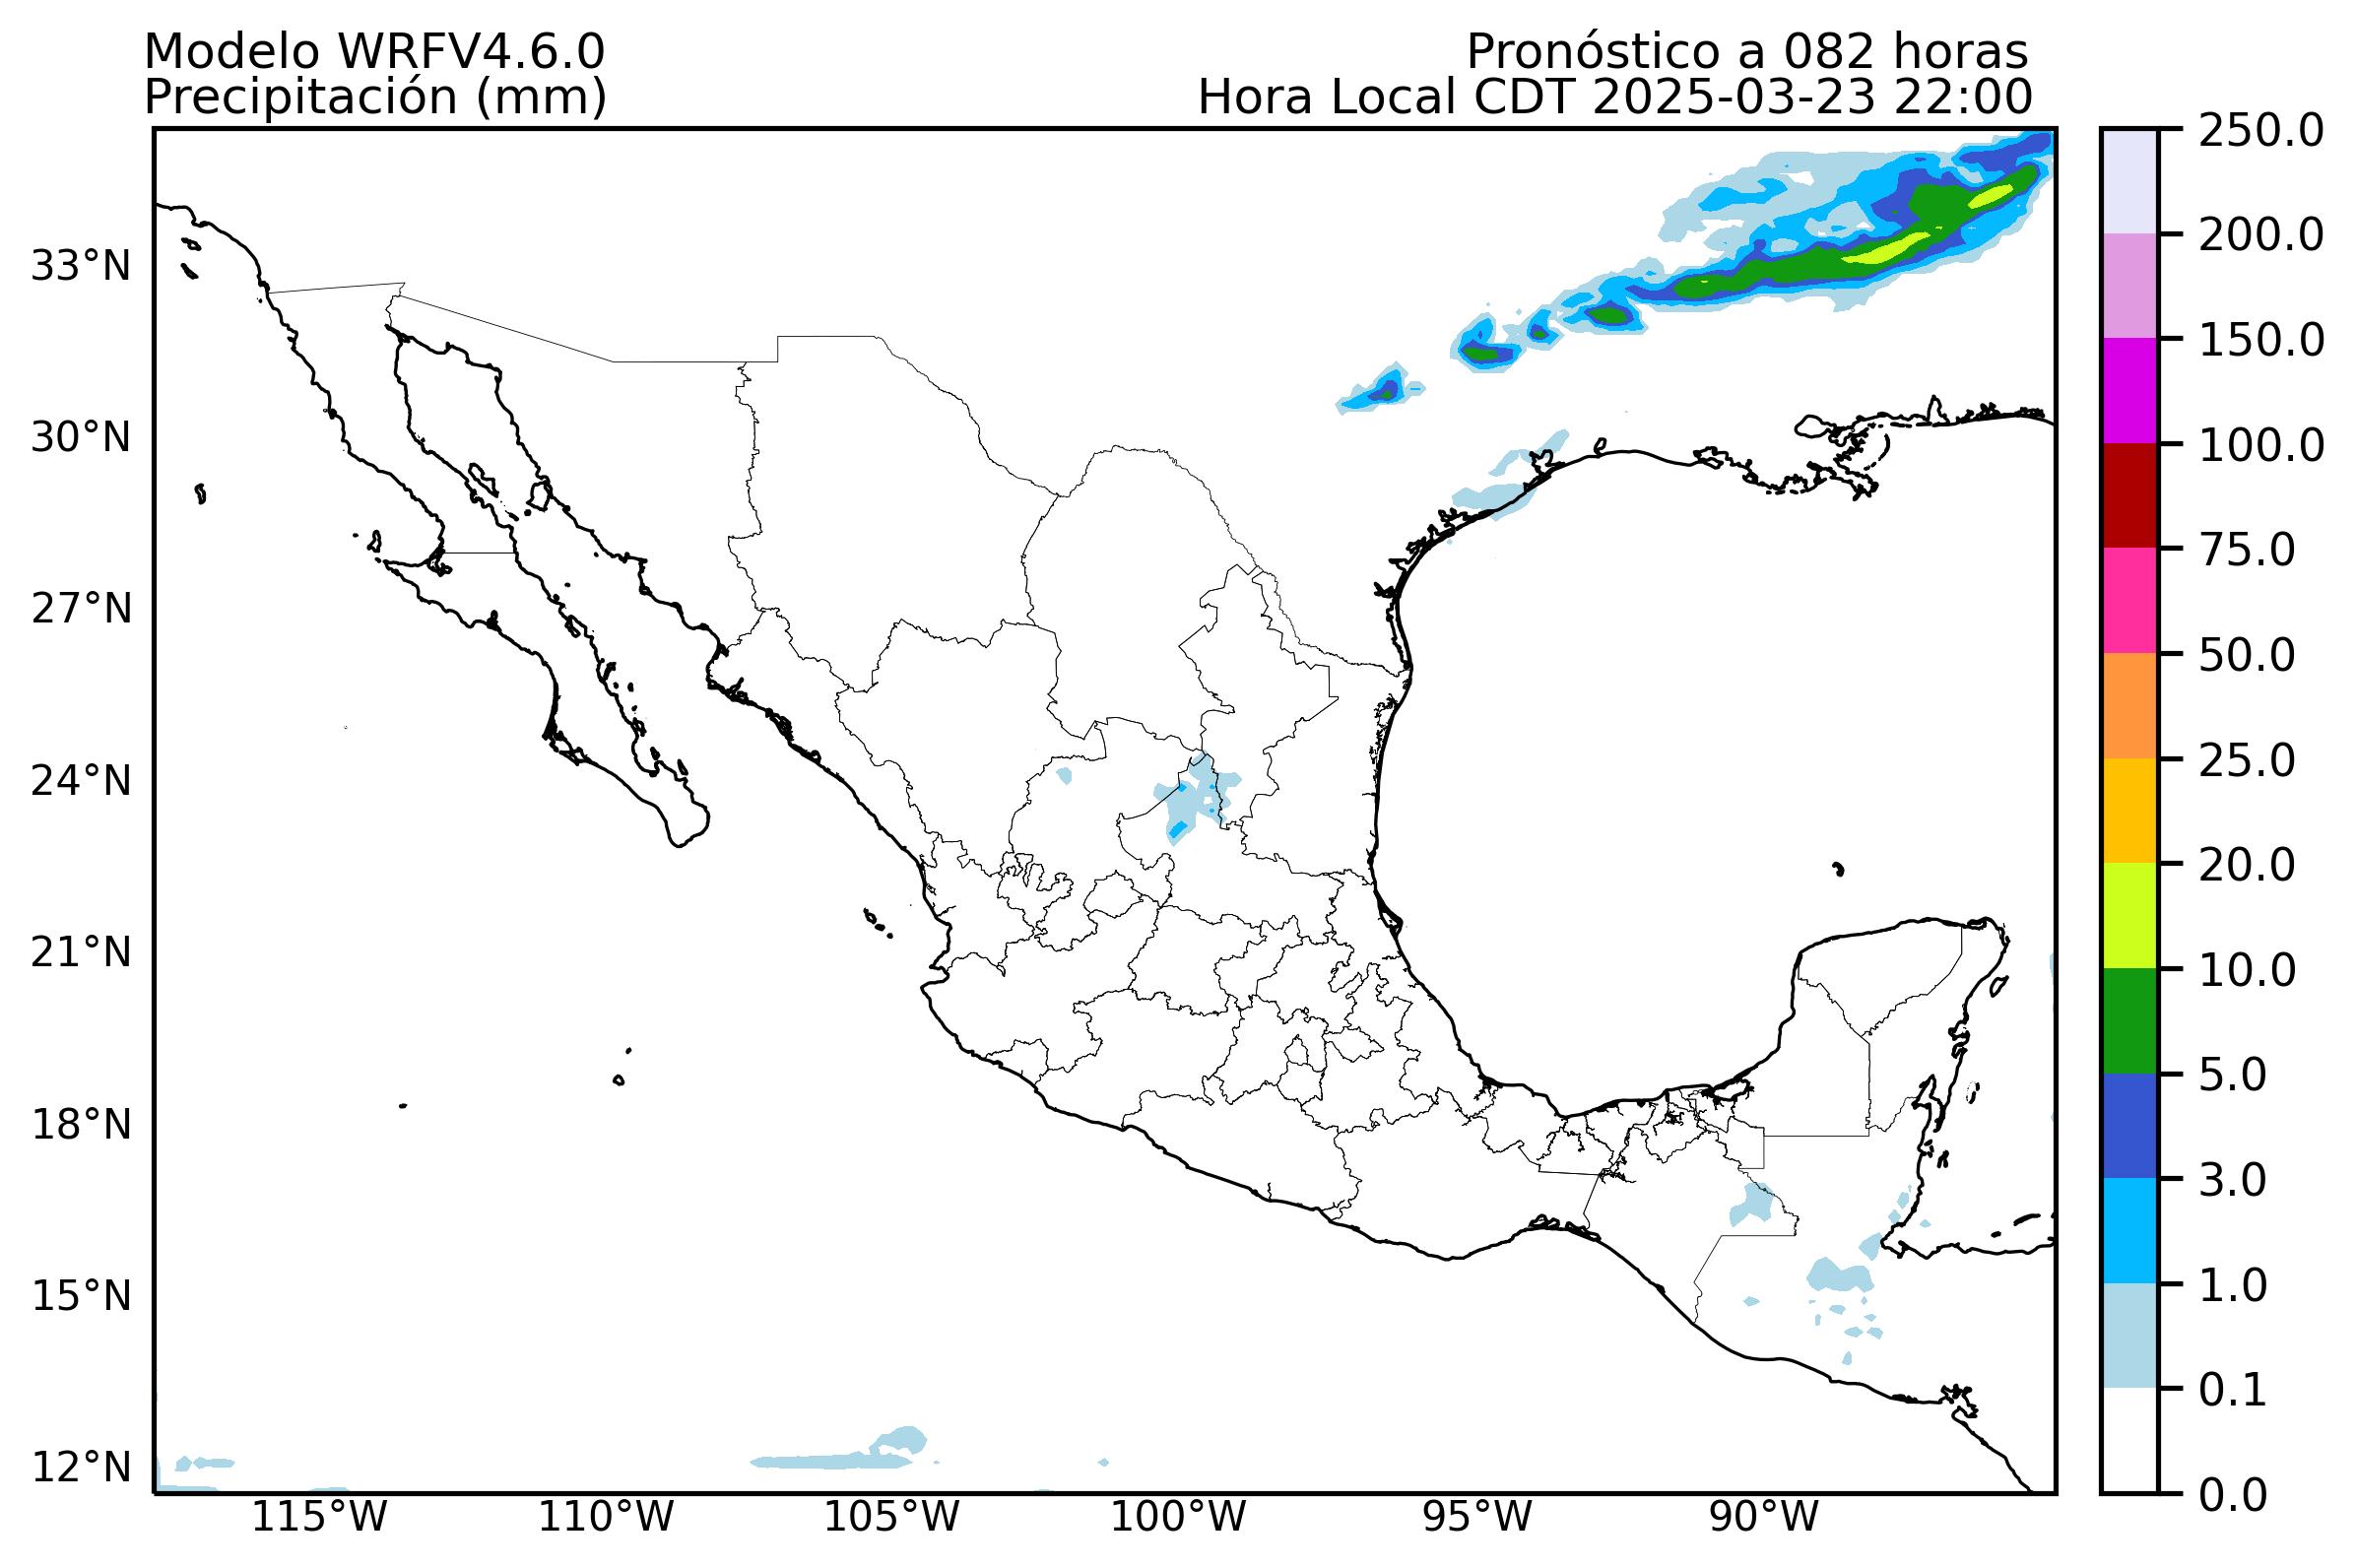 Modelo WRFV4.6.0
Pronóstico a 082 horas
Precipitación (mm)
Hora Local CDT 2025-03-23 22:00
33°N
30°N
27°N
24°N
21°N
18°N
15°N
12°N
115°W
110°W
105°W
100°W
95°W
90°W
250.0
200.0
150.0
100.0
75.0
50.0
25.0
20.0
10.0
5.0
3.0
1.0
0.1
0.0